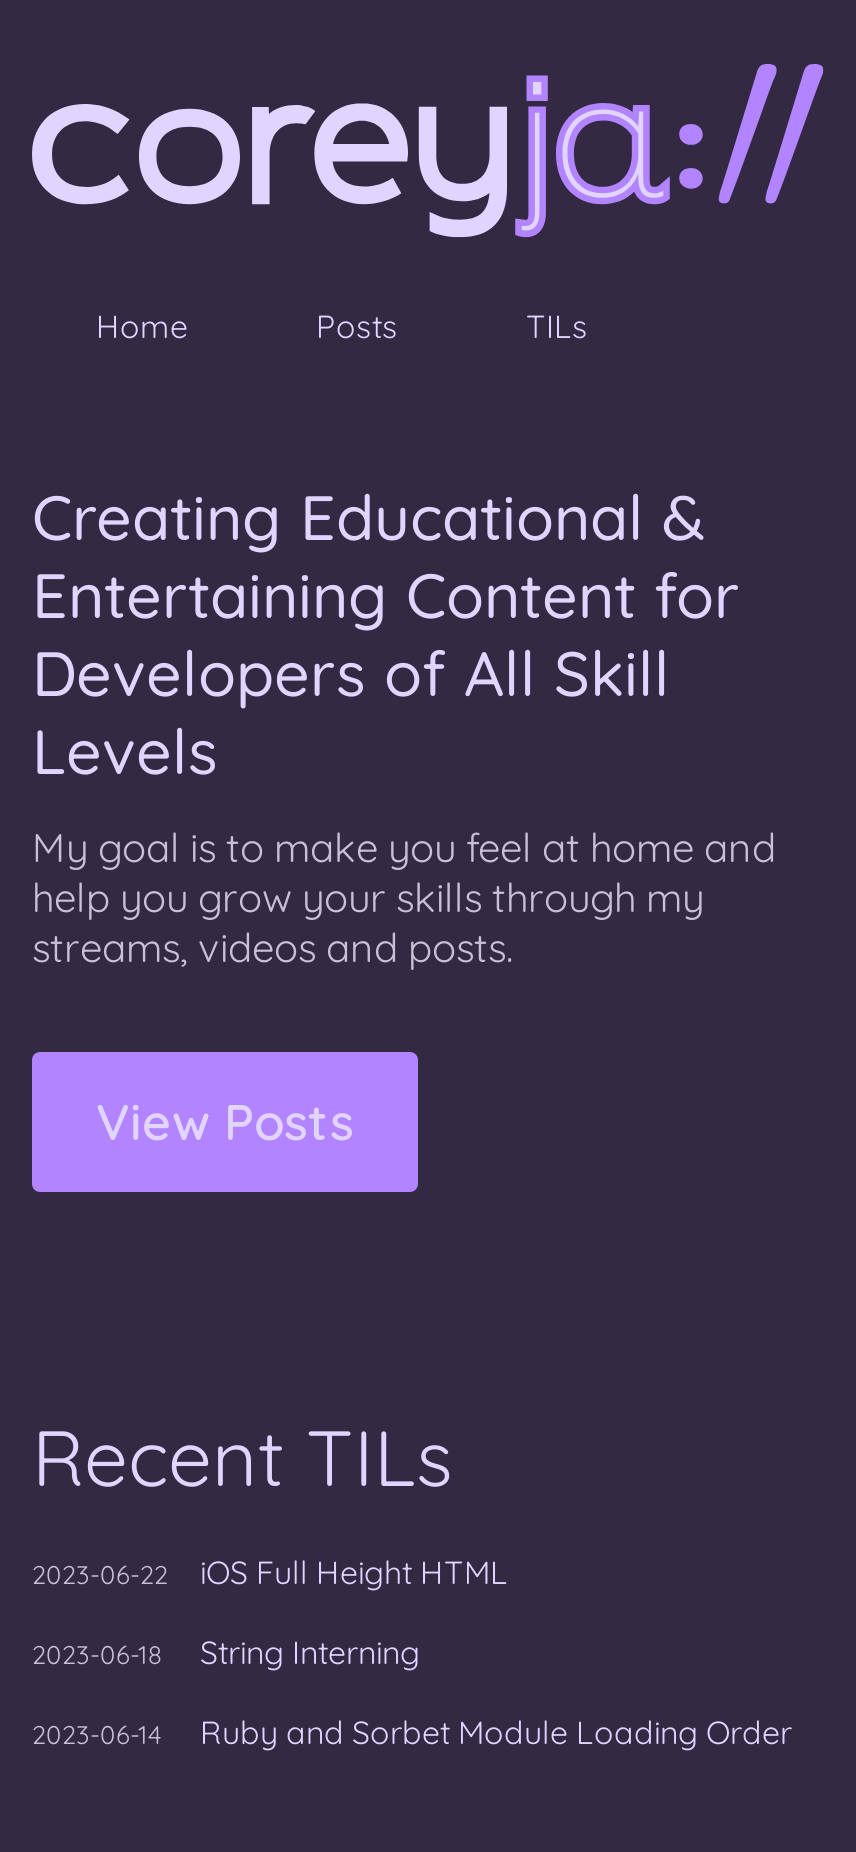 coreyja://
Home Posts TILs
Creating Educational &
Entertaining Content for
Developers of All Skill
Levels
My goal is to make you feel at home and
help you grow your skills through my
streams, videos and posts.
View Posts
Recent TILs
2023-06-22 iOS Full Height HTML
2023-06-18 String Interning
2023-06-14 Ruby and Sorbet Module Loading Order